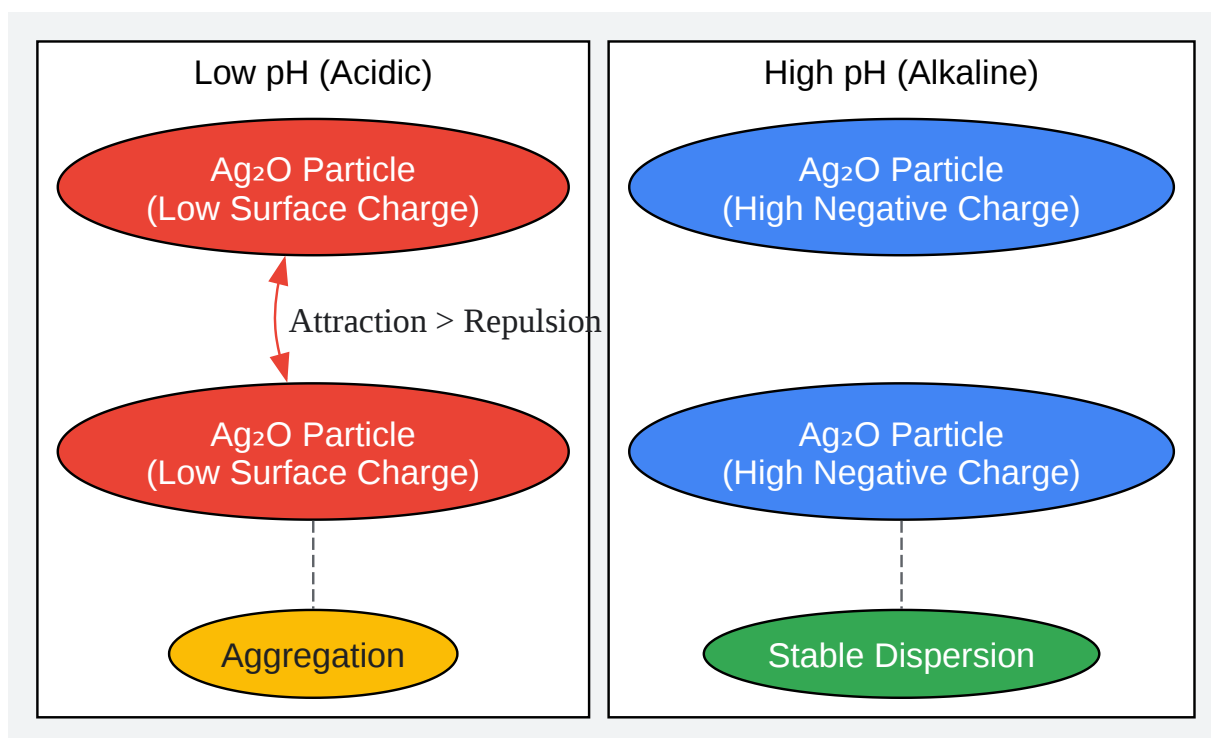 Low pH (Acidic)
Ag₂O Particle
(Low Surface Charge)
Attraction > Repulsion
Ag₂O Particle
(Low Surface Charge)
Aggregation
High pH (Alkaline)
Ag₂O Particle
(High Negative Charge)
Ag₂O Particle
(High Negative Charge)
Stable Dispersion